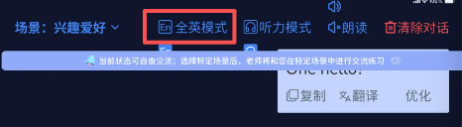 场景：兴趣爱好
En 全英模式
听力模式
朗读
清除对话
当前状态可自由交流；选择特定场景后，老师将和您在特定场景中进行交流练习
One hello!
复制
翻译
优化